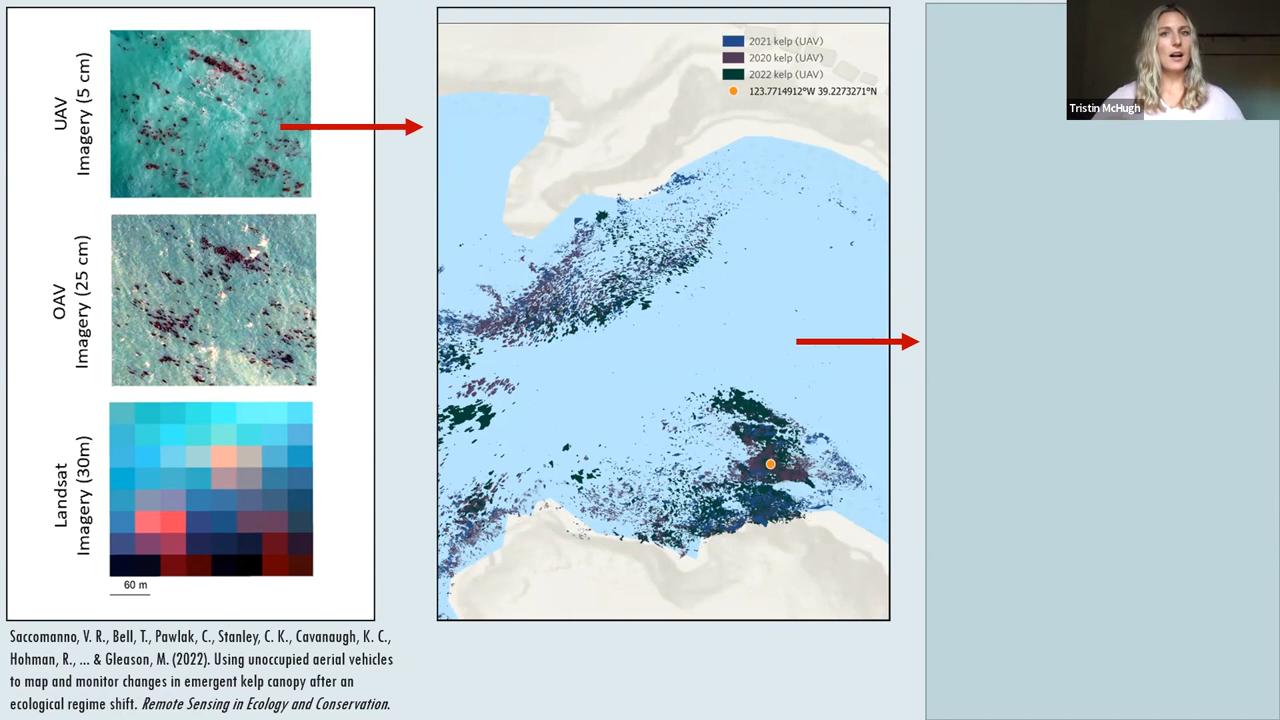 UAV
Imagery (5 cm)
OAV
Imagery (25 cm)
Landsat
Imagery (30m)
60 m
Saccomanno, V. R., Bell, T., Pawlak, C., Stanley, C. K., Cavanaugh, K. C.,
Hohman, R., ... & Gleason, M. (2022). Using unoccupied aerial vehicles
to map and monitor changes in emergent kelp canopy after an
ecological regime shift. Remote Sensing in Ecology and Conservation.
2021 kelp (UAV)
2020 kelp (UAV)
2022 kelp (UAV)
123.7714912°W 39.2273271°N
Tristin McHugh